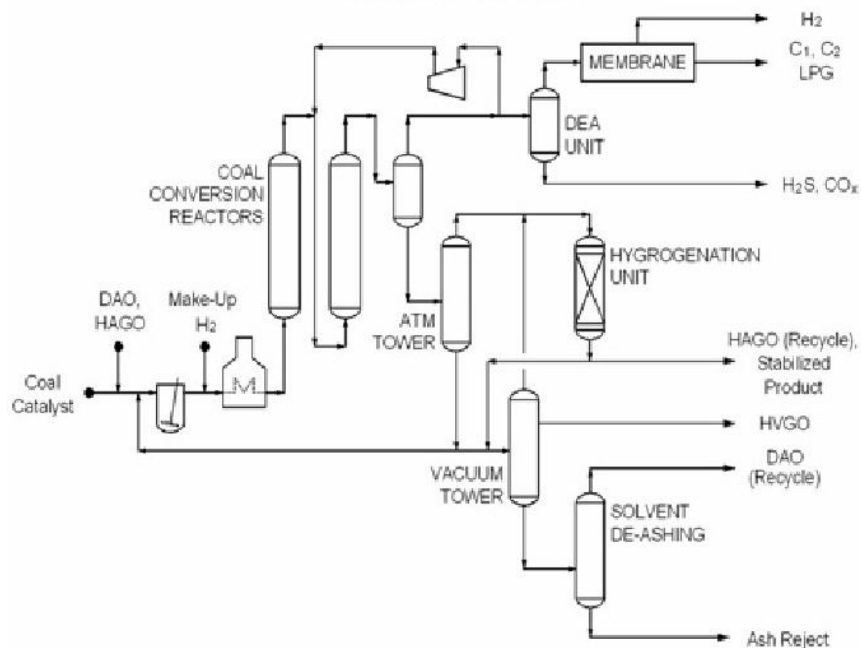 H₂
C₁, C₂
LPG
MEMBRANE
DEA
UNIT
H₂S, COₓ
COAL
CONVERSION
REACTORS
HYGROGENATION
UNIT
ATM
TOWER
DAO,
HAGO
Make-Up
H₂
Coal
Catalyst
HAGO (Recycle),
Stabilized
Product
HVGO
DAO
(Recycle)
VACUUM
TOWER
SOLVENT
DE-ASHING
Ash Reject